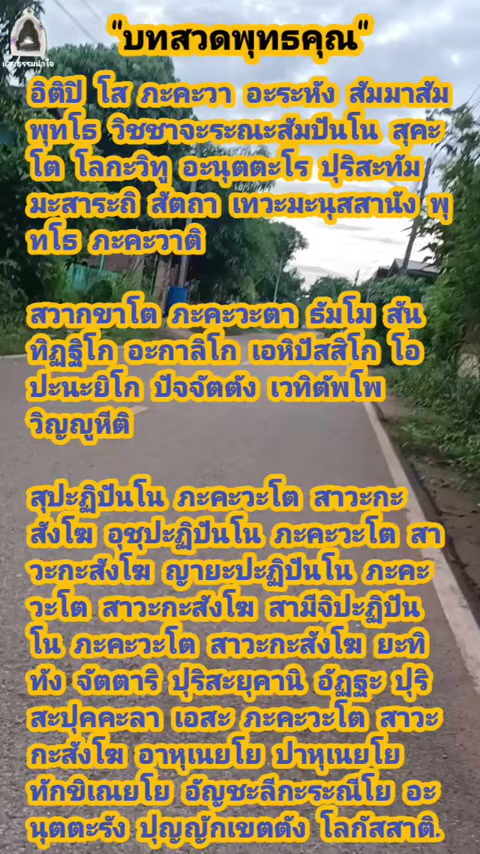 "บทสวดพุทธคุณ"
อิติปิ โส ภะคะวา อะระหัง สัมมาสัม
พุทโธ วิชชาจะระณะสัมปันโน สุคะ
โต โลกะวิทู อะนุตตะโร ปุริสะทัม
มะสาระถิ สัตถา เทวะมะนุสสานัง พุ
ทโธ ภะคะวาติ
สวากขาโต ภะคะวะตา ธัมโม สัน
ทิฏฐิโก อะกาลิโก เอหิปัสสิโก โอ
ปะนะยิโก ปัจจัตตัง เวทิตัพโพ
วิญญูหีติ
สุปะฏิปันโน ภะคะวะโต สาวะกะ
สังโฆ อุชุปะฏิปันโน ภะคะวะโต สา
วะกะสังโฆ ญายะปะฏิปันโน ภะคะ
วะโต สาวะกะสังโฆ สามีจิปะฏิปัน
โน ภะคะวะโต สาวะกะสังโฆ ยะทิ
ทัง จัตตาริ ปุริสะยุคานิ อัฏฐะ ปุริ
สะปุคคะลา เอสะ ภะคะวะโต สาวะ
กะสังโฆ อาหุเนยโย ปาหุเนยโย
ทักขิเณยโย อัญชะลีกะระณีโย อะ
นุตตะรัง ปุญญักเขตตัง โลกัสสาติ.